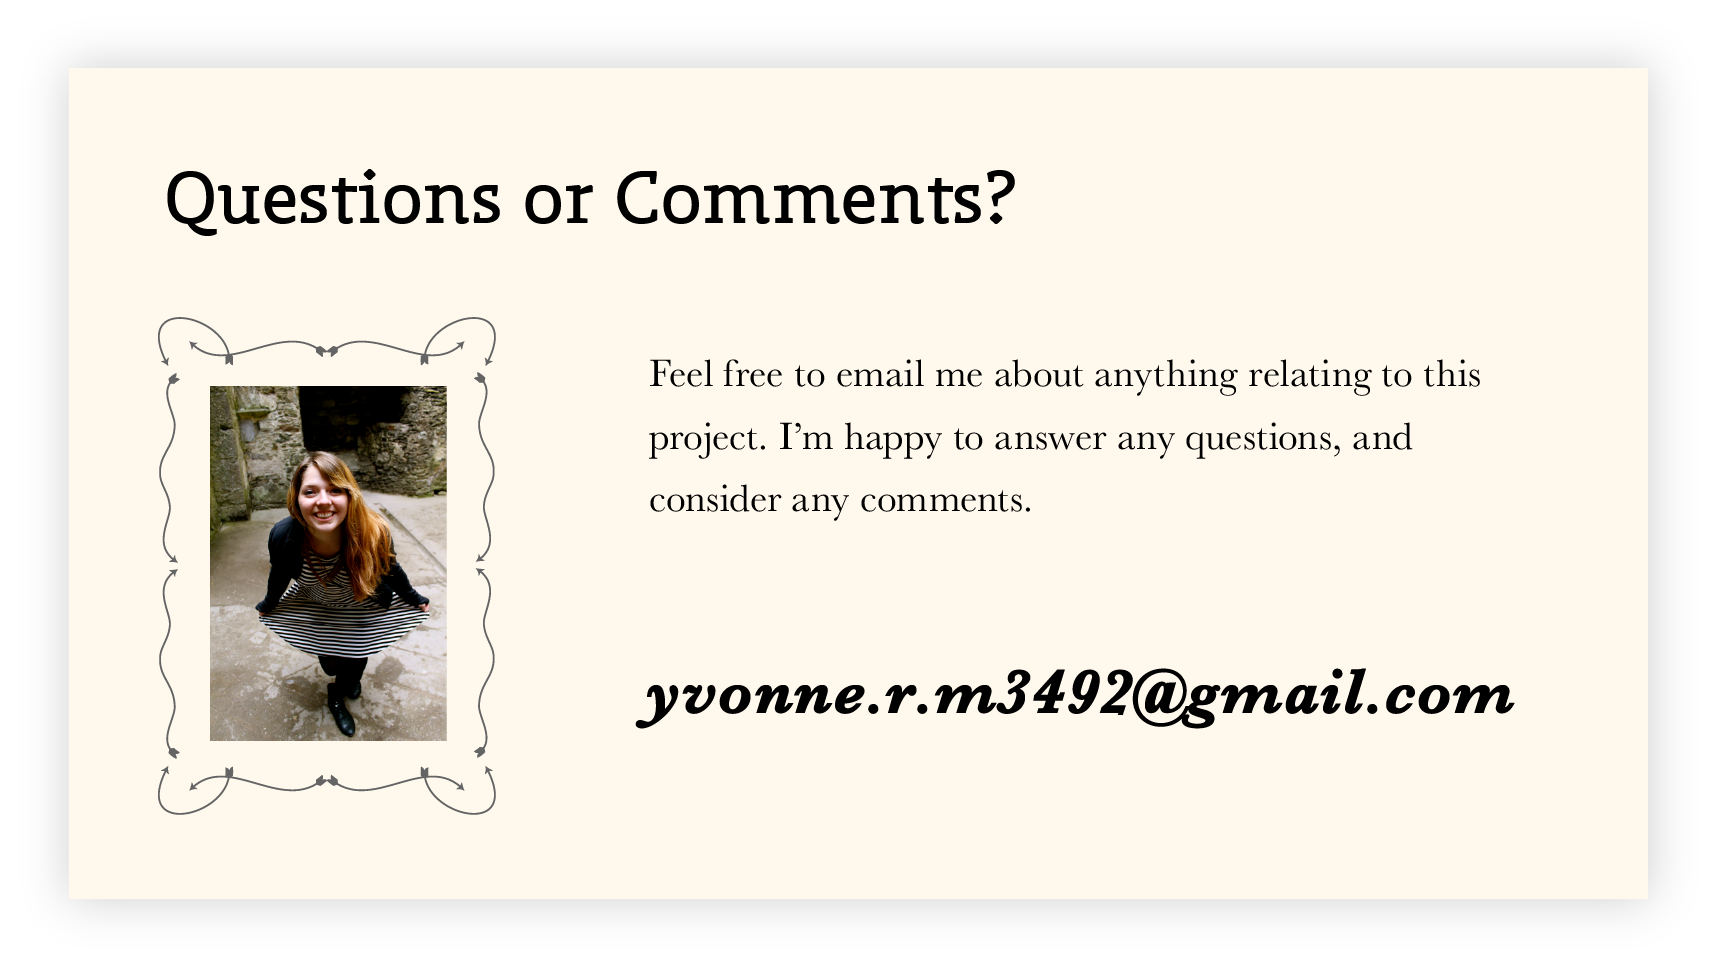 Questions or Comments?
Feel free to email me about anything relating to this
project. I’m happy to answer any questions, and
consider any comments.
yvonne.r.m3492@gmail.com